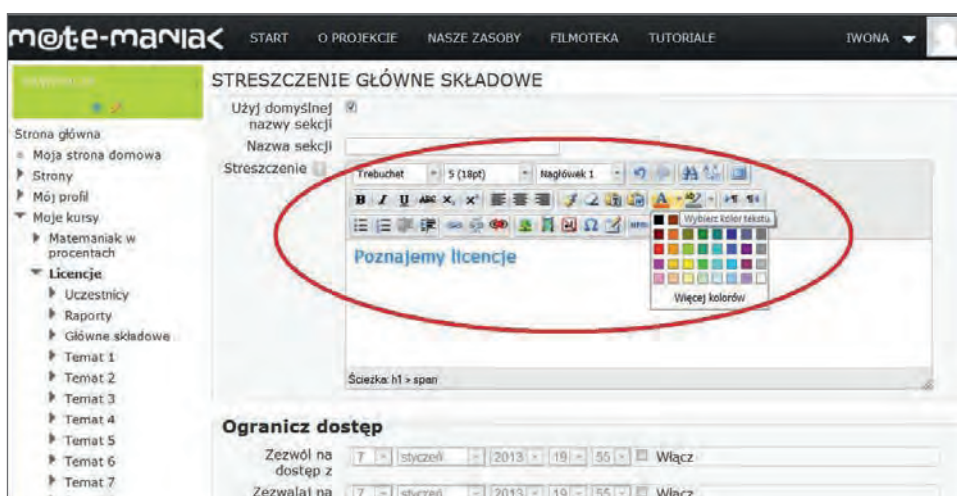 m@te-maniak START O PROJEKCIE NASZE ZASOBY FILMOTEKA TUTORIALE IWONA
STRESZCZENIE GŁÓWNE SKŁADOWE
Użyj domyślnej
nazwy sekcji
Nazwa sekcji
Streszczenie
Trebuchet 5 (18pt) Nagłówek 1
B I U ABC X, X² A
Wybierz kolor tekstu
Ω
Poznajemy licencje
Więcej kolorów
Ścieżka: h1 » span
Strona główna
Moja strona domowa
Strony
Mój profil
Moje kursy
Matemaniak w
procentach
Licencje
Uczestnicy
Raporty
Główne składowe
Temat 1
Temat 2
Temat 3
Temat 4
Temat 5
Temat 6
Temat 7
Ogranicz dostęp
Zezwól na
dostęp z
7 styczeń 2013 19 55 Włącz
Zezwalaj na
7 styczeń 2013 19 55 Włącz